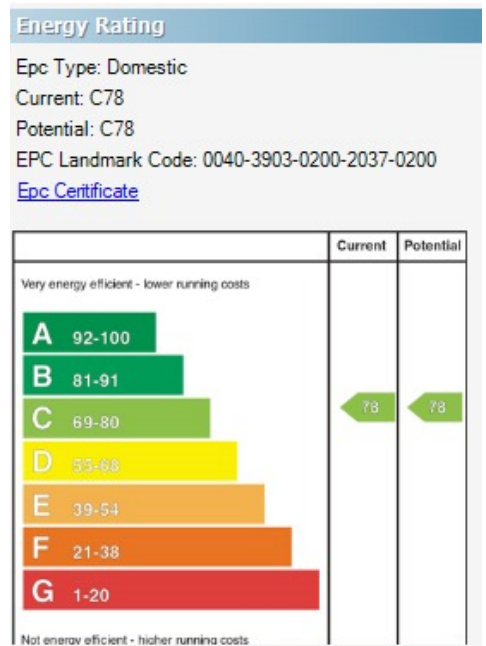 Energy Rating
Epc Type: Domestic
Current: C78
Potential: C78
EPC Landmark Code: 0040-3903-0200-2037-0200
Epc Ceritificate
Current Potential
Very energy efficient - lower running costs
A 92-100
B 81-91
C 69-80
78 78
D 55-68
E 39-54
F 21-38
G 1-20
Not energy efficient - higher running costs